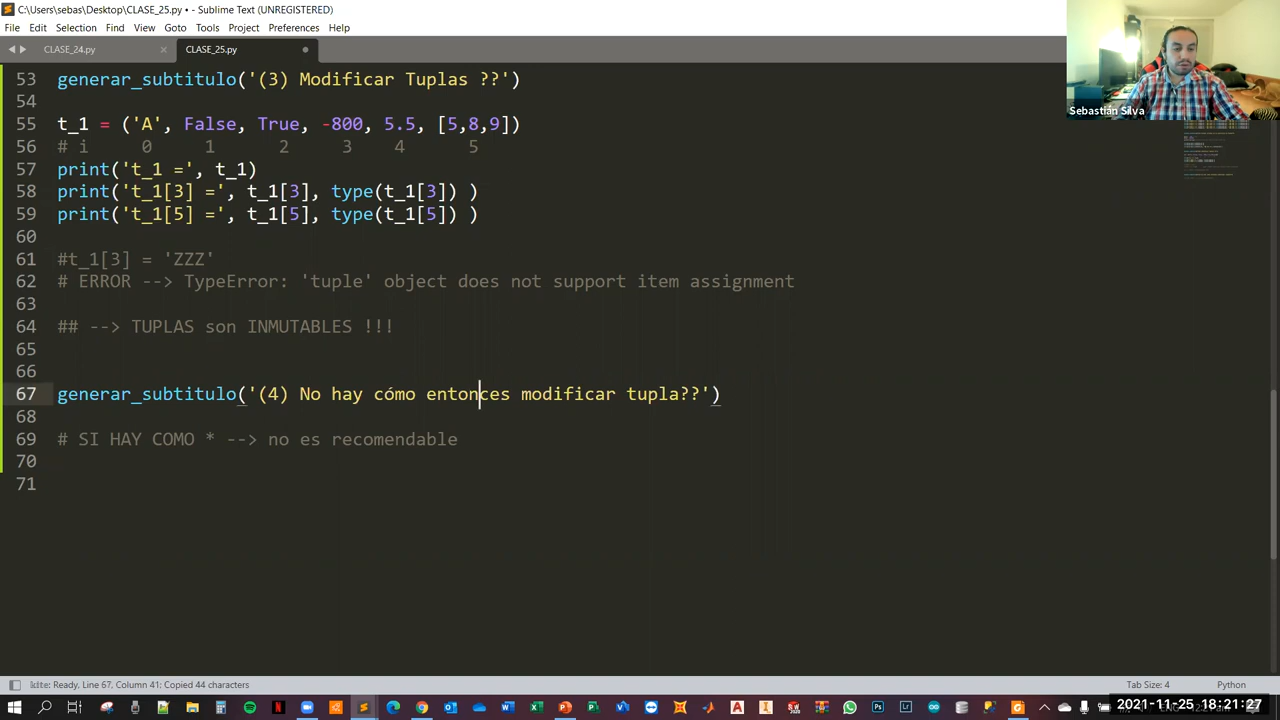 C:\Users\sebas\Desktop\CLASE_25.py • - Sublime Text (UNREGISTERED)
File Edit Selection Find View Goto Tools Project Preferences Help
CLASE_24.py × CLASE_25.py
Sebastián Silva
53 generar_subtitulo('(3) Modificar Tuplas ??')
54
55 t_1 = ('A', False, True, -800, 5.5, [5,8,9])
56 # i 0 1 2 3 4 5
57 print('t_1 =', t_1)
58 print('t_1[3] =', t_1[3], type(t_1[3]) )
59 print('t_1[5] =', t_1[5], type(t_1[5]) )
60
61 #t_1[3] = 'ZZZ'
62 # ERROR --> TypeError: 'tuple' object does not support item assignment
63
64 ## --> TUPLAS son INMUTABLES !!!
65
66
67 generar_subtitulo('(4) No hay cómo entonces modificar tupla??')
68
69 # SI HAY COMO * --> no es recomendable
70
71
Ready, Line 67, Column 41: Copied 44 characters
Tab Size: 4 Python
2021-11-25 18:21:27